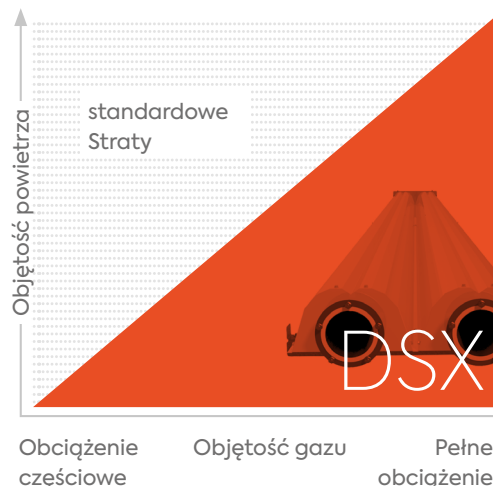 standardowe
Straty
Objętość powietrza
DSX
Obciążenie
częściowe
Objętość gazu
Pełne
obciążenie